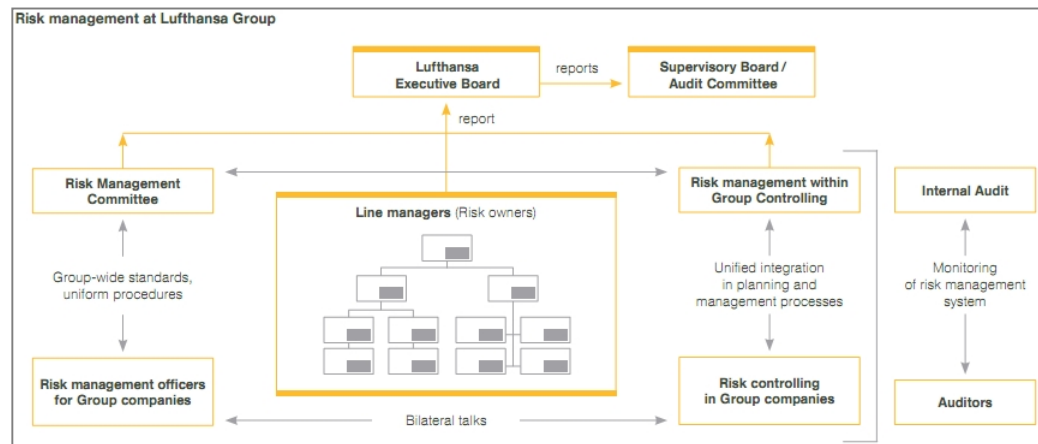 Risk management at Lufthansa Group
Lufthansa
Executive Board
reports
Supervisory Board /
Audit Committee
report
Risk Management
Committee
Line managers (Risk owners)
Risk management within
Group Controlling
Internal Audit
Group-wide standards,
uniform procedures
Unified integration
in planning and
management processes
Monitoring
of risk management
system
Risk management officers
for Group companies
Bilateral talks
Risk controlling
in Group companies
Auditors